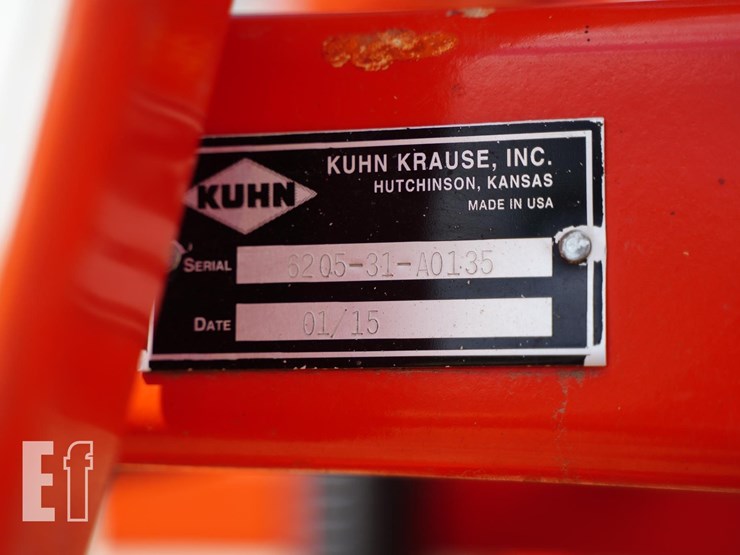 KUHN
KUHN KRAUSE, INC.
HUTCHINSON, KANSAS
MADE IN USA
SERIAL 6205-31-A0135
DATE 01/15
Ef